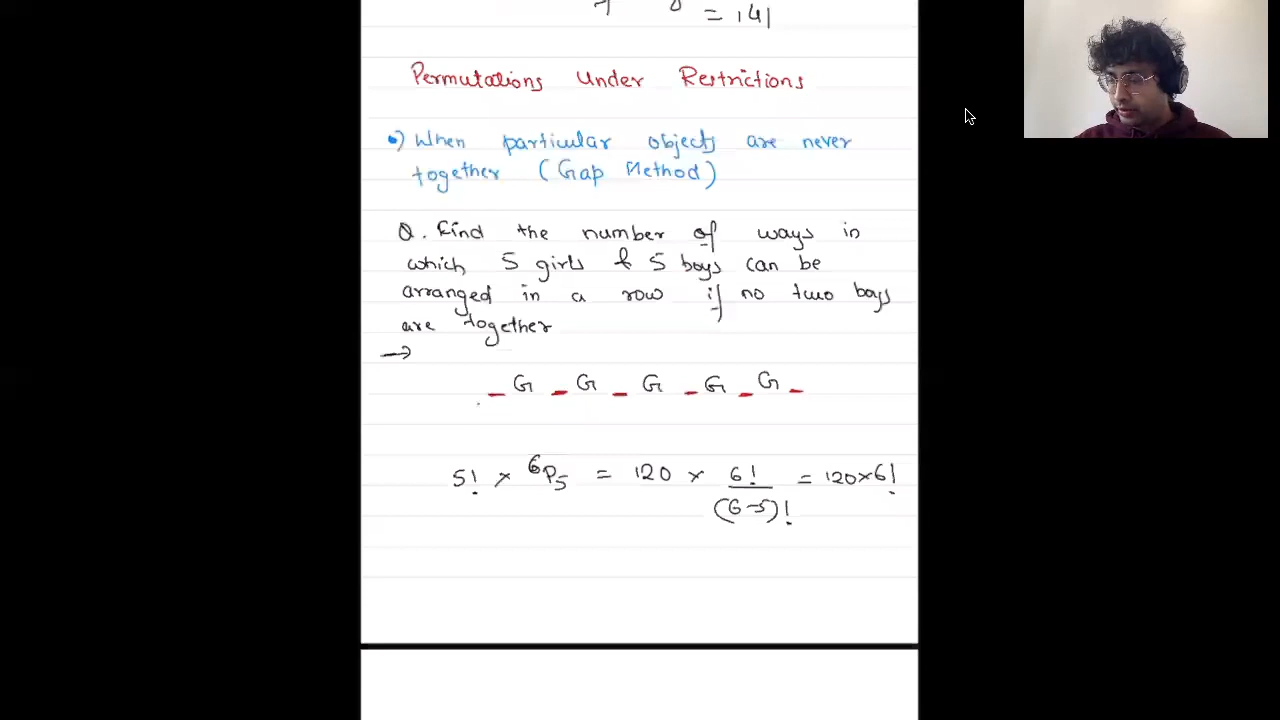 = 141
Permutations Under Restrictions
•) When particular objects are never
together (Gap Method)
Q. Find the number of ways in
which 5 girls & 5 boys can be
arranged in a row if no two boys
are together
→
_ G _ G _ G _ G _ G _
5! × ⁶P₅ = 120 × 6!/(6-5)! = 120×6!